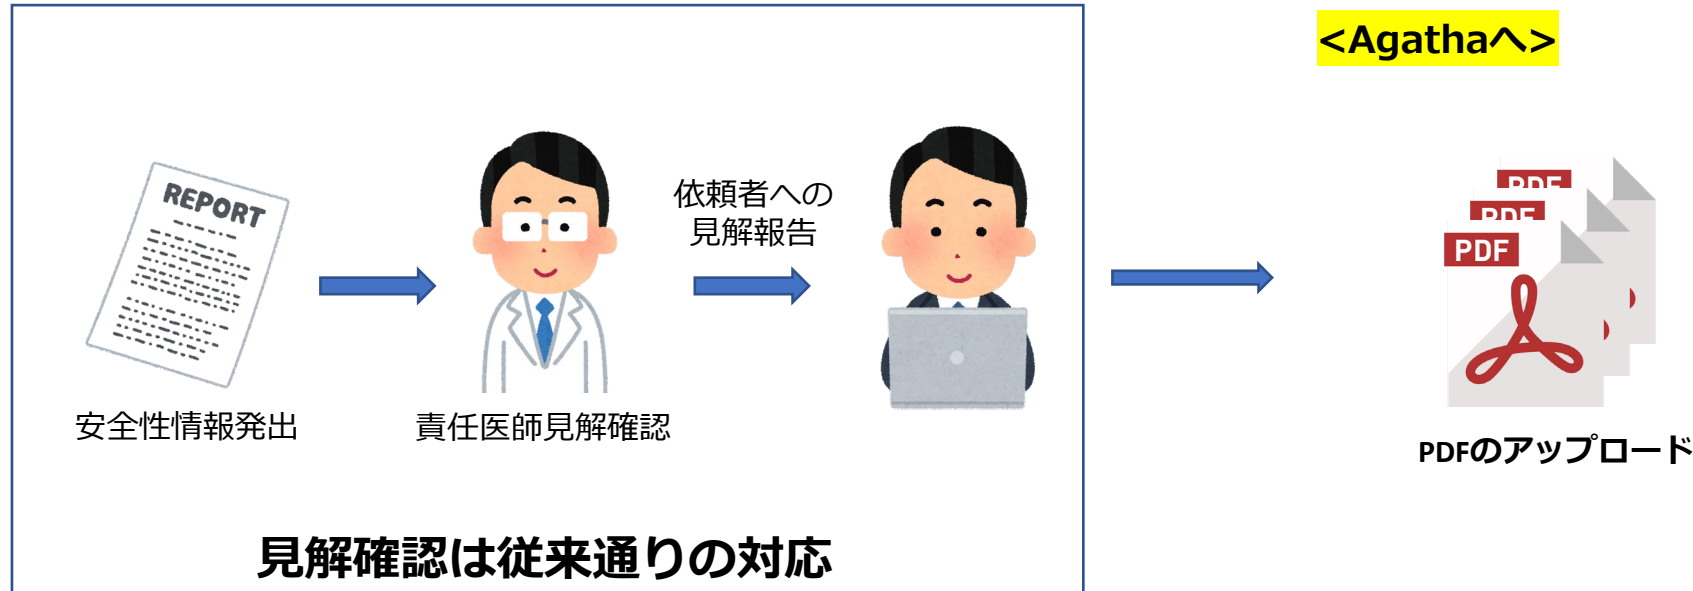 <Agathaへ>
REPORT
依頼者への
見解報告
PDF
PDF
PDF
安全性情報発出
責任医師見解確認
PDFのアップロード
見解確認は従来通りの対応